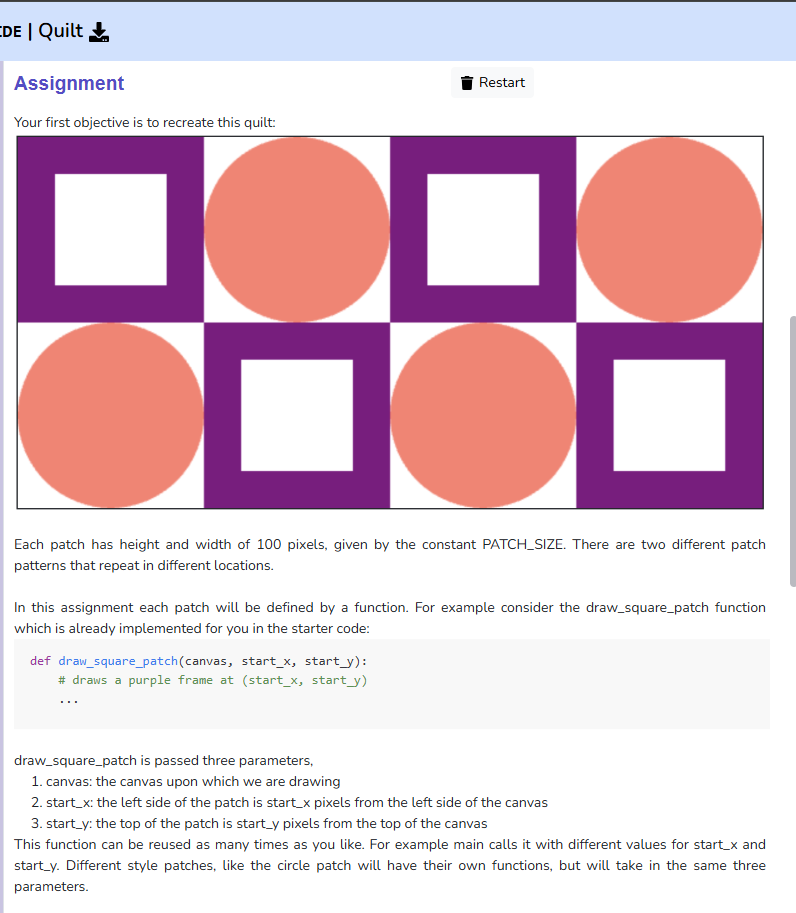 IDE | Quilt
Assignment
Restart
Your first objective is to recreate this quilt:
Each patch has height and width of 100 pixels, given by the constant PATCH_SIZE. There are two different patch
patterns that repeat in different locations.
In this assignment each patch will be defined by a function. For example consider the draw_square_patch function
which is already implemented for you in the starter code:
def draw_square_patch(canvas, start_x, start_y):
# draws a purple frame at (start_x, start_y)
...
draw_square_patch is passed three parameters,
1. canvas: the canvas upon which we are drawing
2. start_x: the left side of the patch is start_x pixels from the left side of the canvas
3. start_y: the top of the patch is start_y pixels from the top of the canvas
This function can be reused as many times as you like. For example main calls it with different values for start_x and
start_y. Different style patches, like the circle patch will have their own functions, but will take in the same three
parameters.